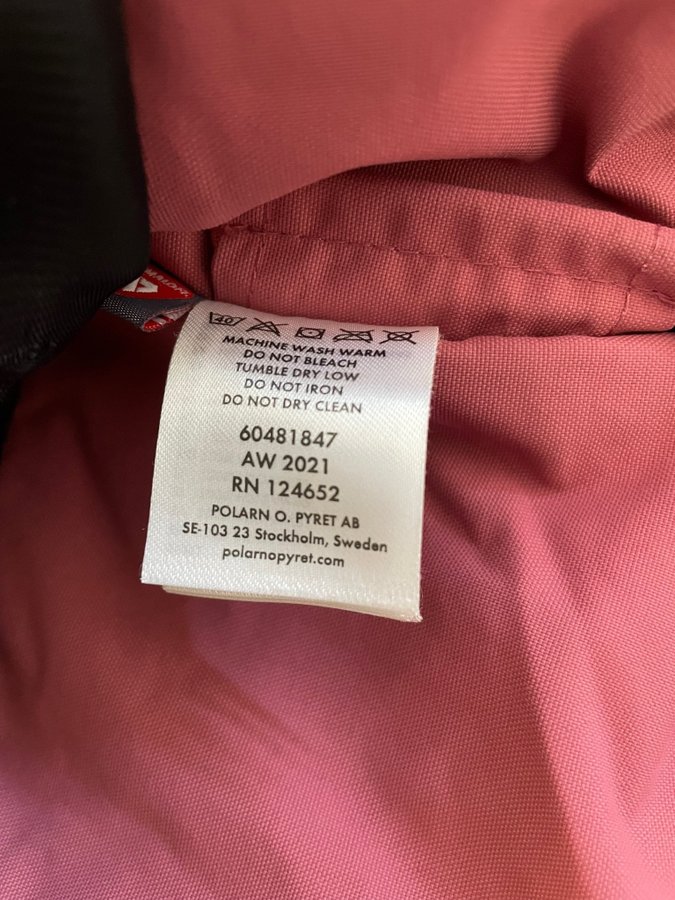 40
MACHINE WASH WARM
DO NOT BLEACH
TUMBLE DRY LOW
DO NOT IRON
DO NOT DRY CLEAN
60481847
AW 2021
RN 124652
POLARN O. PYRET AB
SE-103 23 Stockholm, Sweden
polarnopyret.com